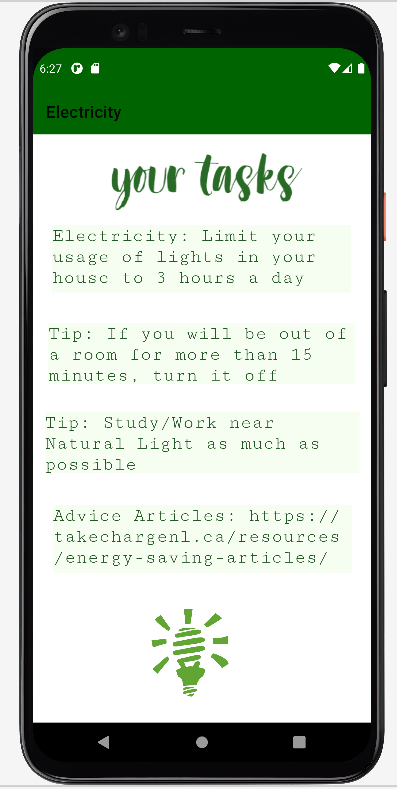 6:27
Electricity
your tasks
Electricity: Limit your
usage of lights in your
house to 3 hours a day
Tip: If you will be out of
a room for more than 15
minutes, turn it off
Tip: Study/Work near
Natural Light as much as
possible
Advice Articles: https://
takechargenl.ca/resources
/energy-saving-articles/